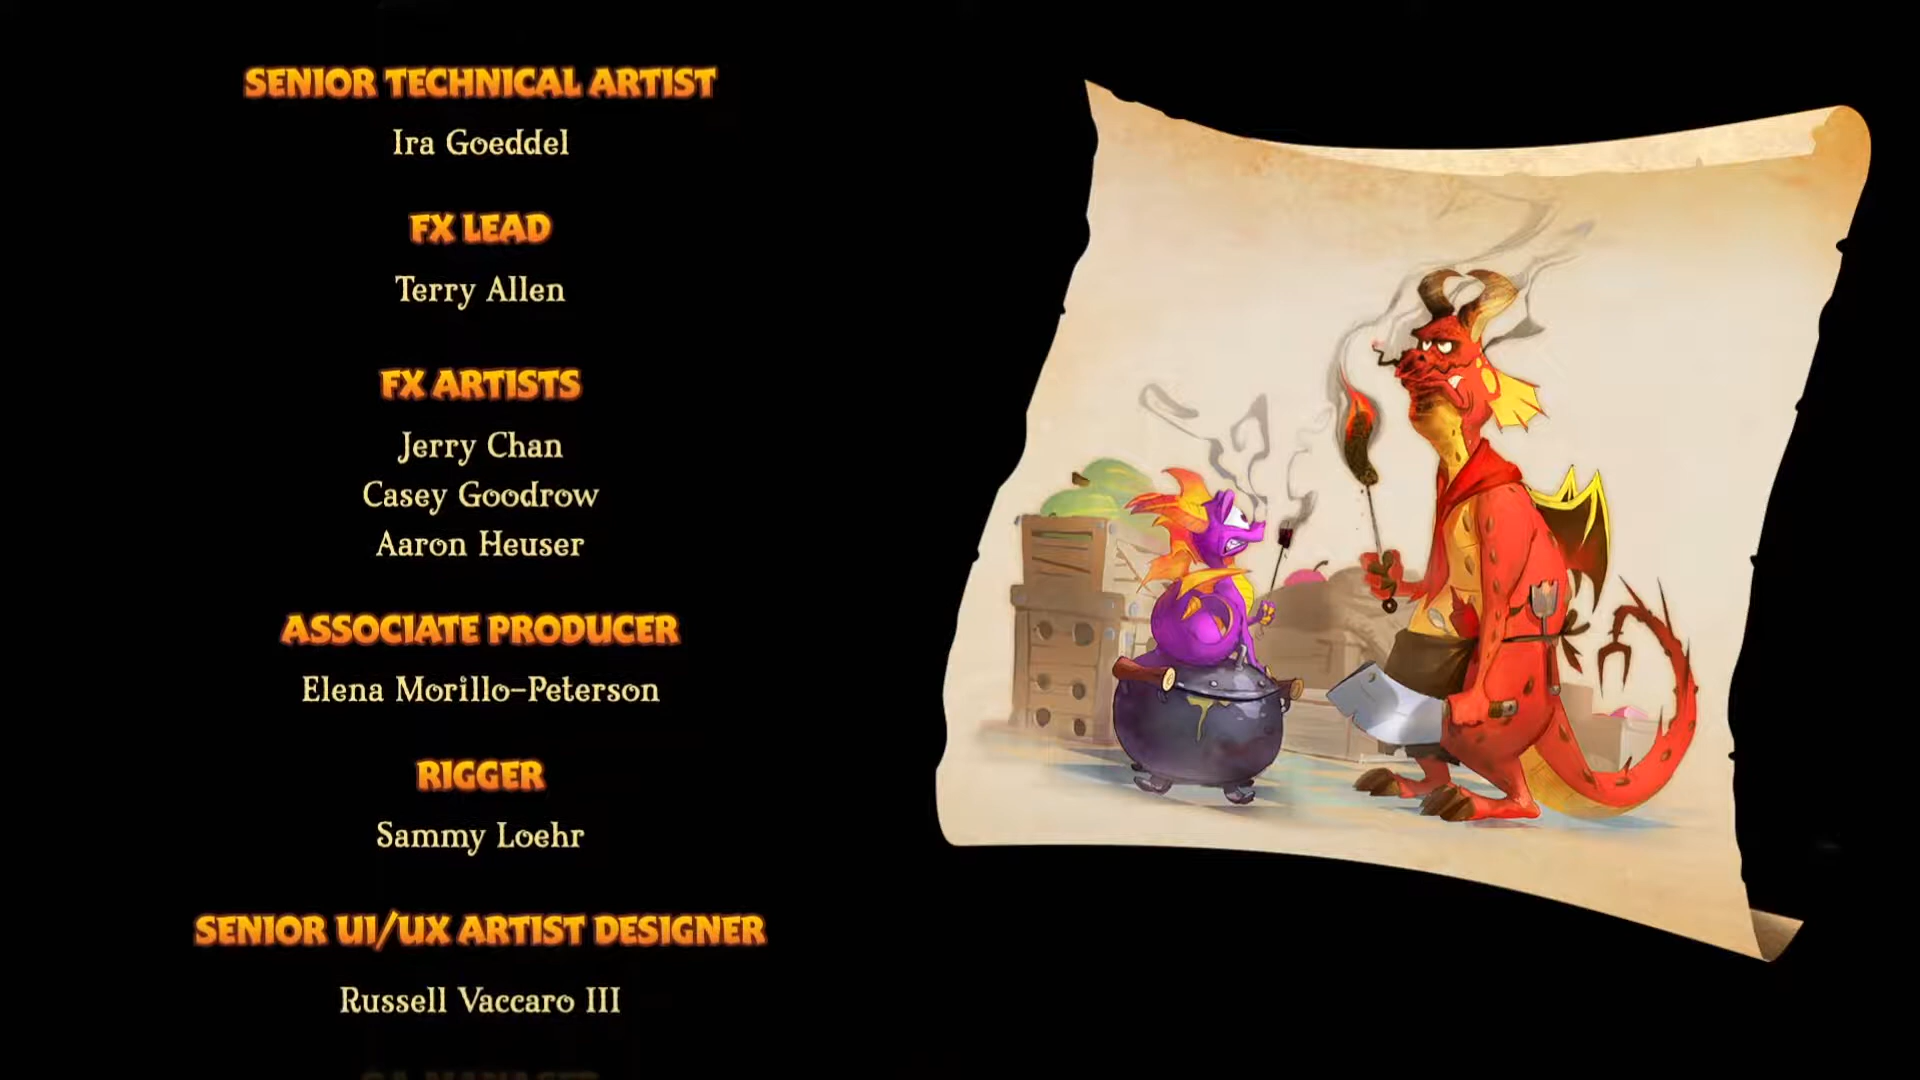 SENIOR TECHNICAL ARTIST
Ira Goeddel
FX LEAD
Terry Allen
FX ARTISTS
Jerry Chan
Casey Goodrow
Aaron Heuser
ASSOCIATE PRODUCER
Elena Morillo-Peterson
RIGGER
Sammy Loehr
SENIOR UI/UX ARTIST DESIGNER
Russell Vaccaro III